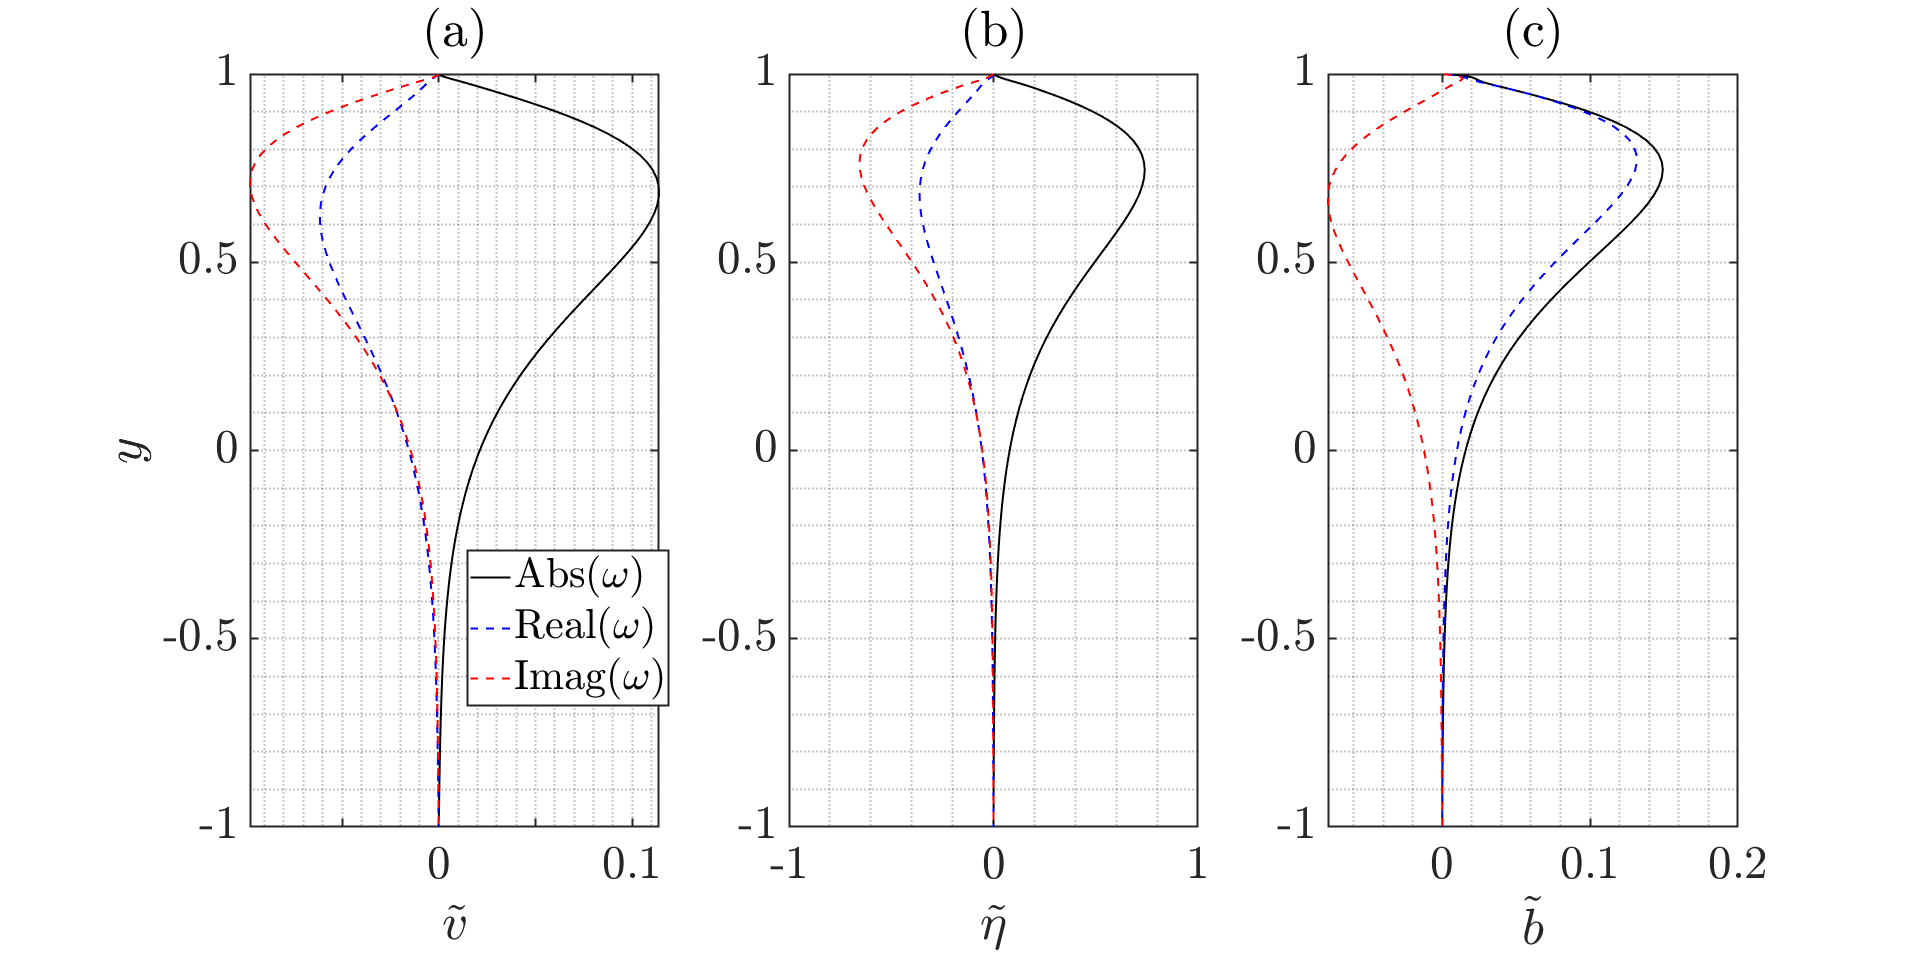 (a) (b) (c)
1 1 1
0.5 0.5 0.5
y 0 0 0
Abs(ω)
Real(ω)
Imag(ω)
-0.5 -0.5 -0.5
-1 -1 -1
0 0.1 -1 0 1 0 0.1 0.2
ṽ η̃ b̃